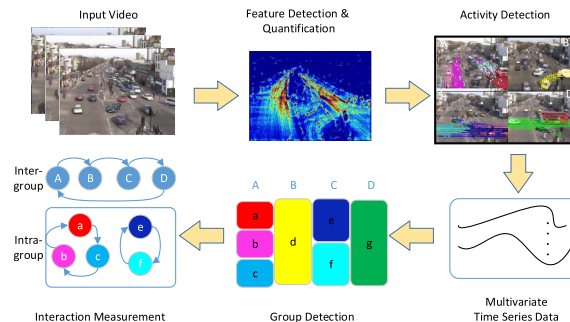 Input Video
Feature Detection &
Quantification
Activity Detection
Inter-
group
A
B
C
D
Intra-
group
a
b
c
e
f
A
B
C
D
a
b
c
d
e
f
g
Interaction Measurement
Group Detection
Multivariate
Time Series Data